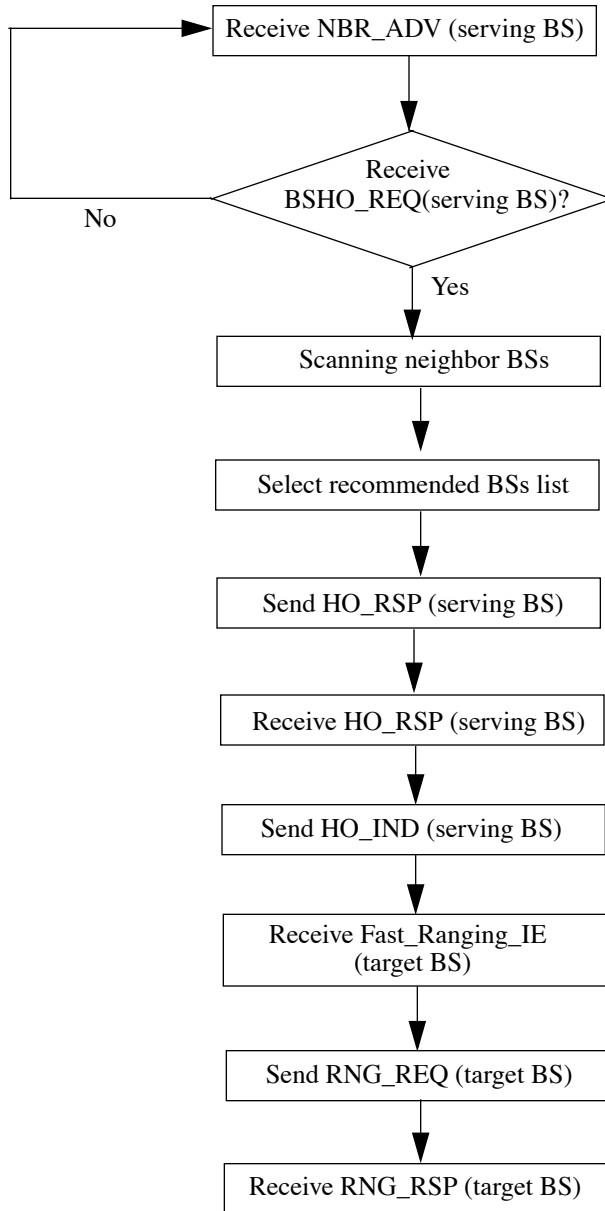 Receive NBR_ADV (serving BS)
Receive
BSHO_REQ(serving BS)?
No
Yes
Scanning neighbor BSs
Select recommended BSs list
Send HO_RSP (serving BS)
Receive HO_RSP (serving BS)
Send HO_IND (serving BS)
Receive Fast_Ranging_IE
(target BS)
Send RNG_REQ (target BS)
Receive RNG_RSP (target BS)